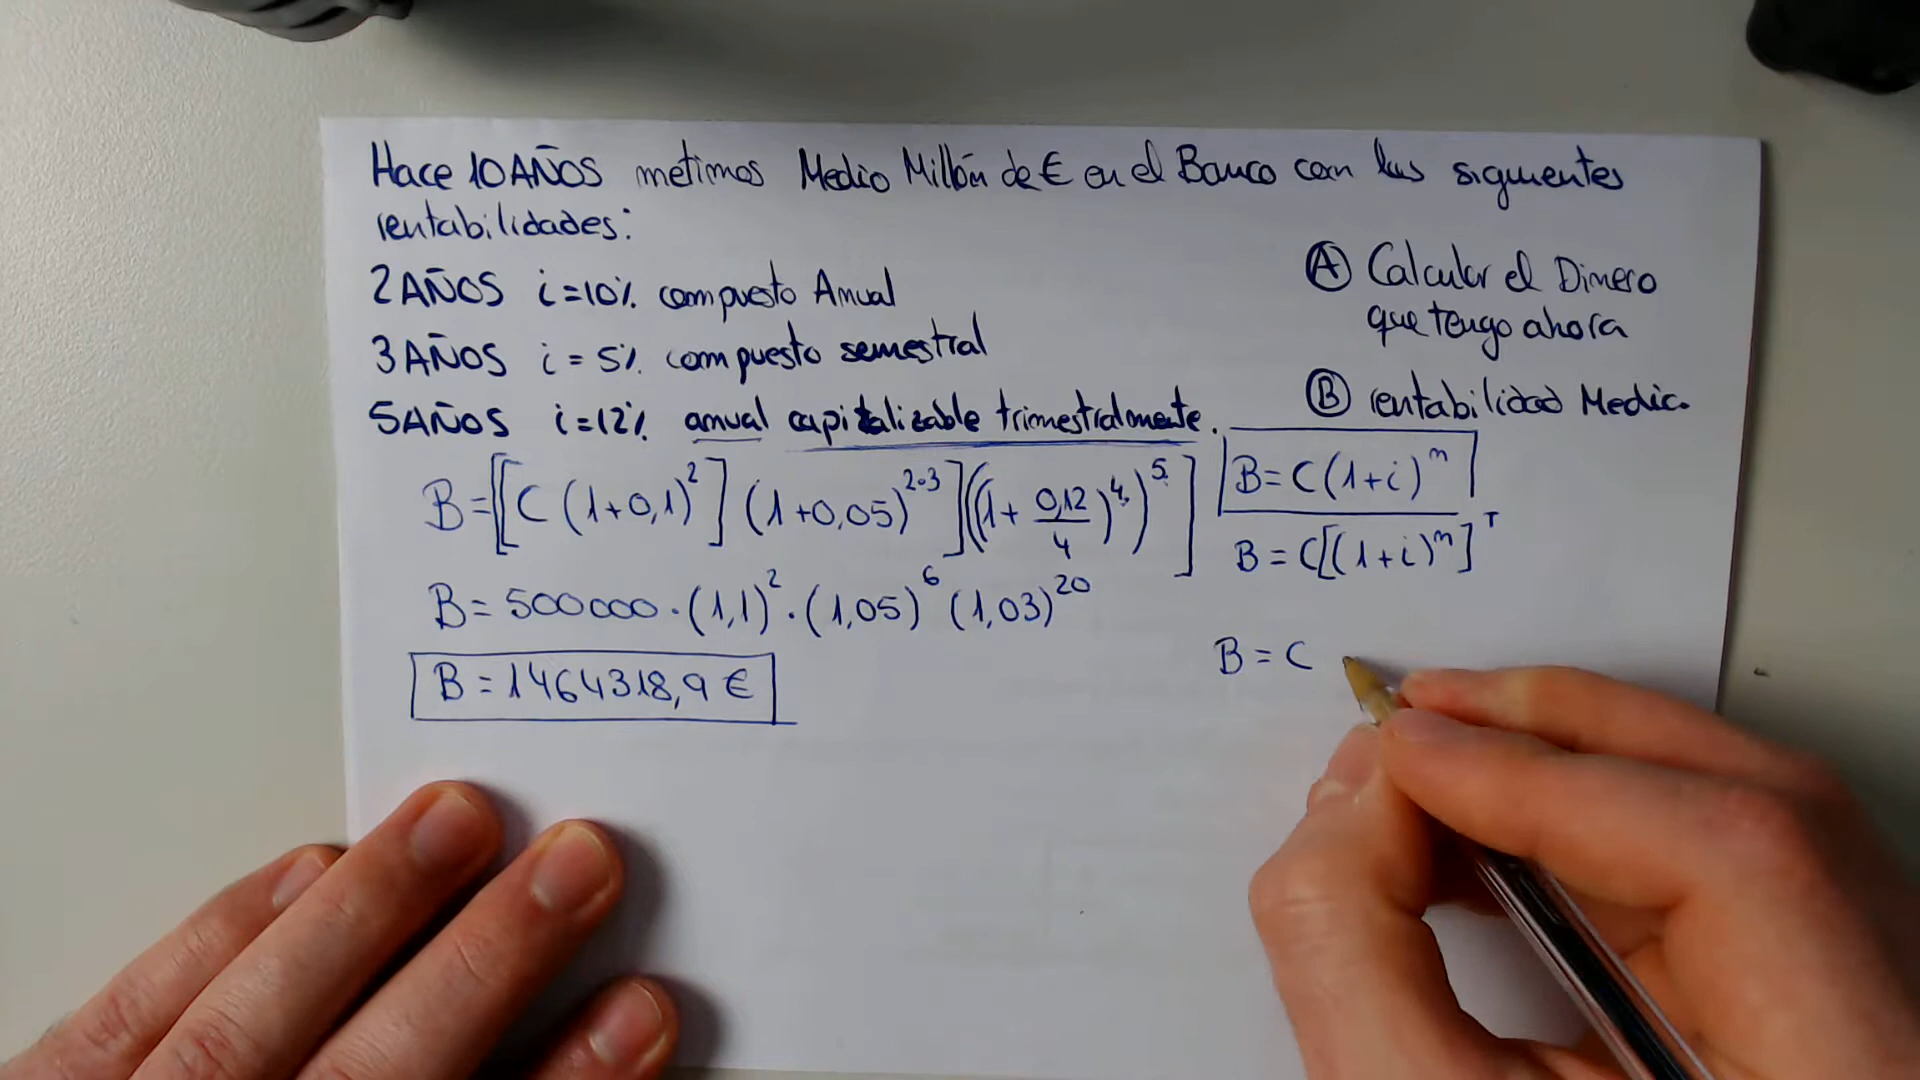 Hace 10 AÑOS metimos Medio Millón de € en el Banco con las siguientes
rentabilidades:
2 AÑOS i=10% compuesto Anual
3 AÑOS i=5% compuesto semestral
5 AÑOS i=12% anual capitalizable trimestralmente.
Ⓐ Calcular el Dinero
que tengo ahora
Ⓑ rentabilidad Media.
B=[[C(1+0,1)²](1+0,05)²·³]((1+0,12/4)⁴)⁵]
B=C(1+i)ⁿ
B=C[(1+i)ᵐ]ᵀ
B=500000·(1,1)²·(1,05)⁶(1,03)²⁰
B=1464318,9 €
B=C